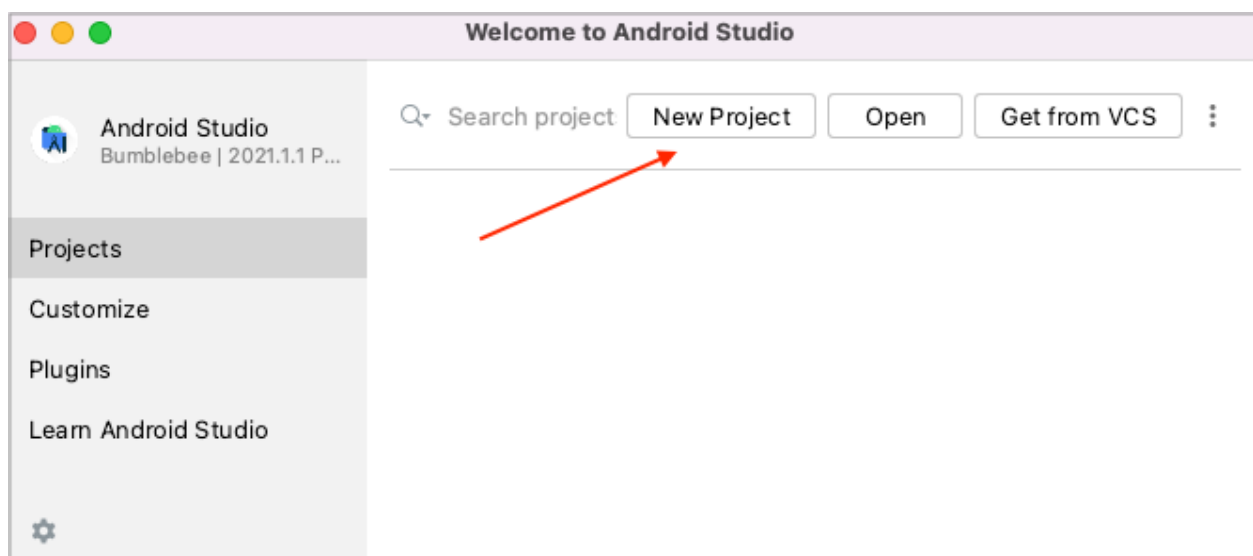 Welcome to Android Studio
Android Studio
Bumblebee | 2021.1.1 P...
Search project
New Project
Open
Get from VCS
Projects
Customize
Plugins
Learn Android Studio